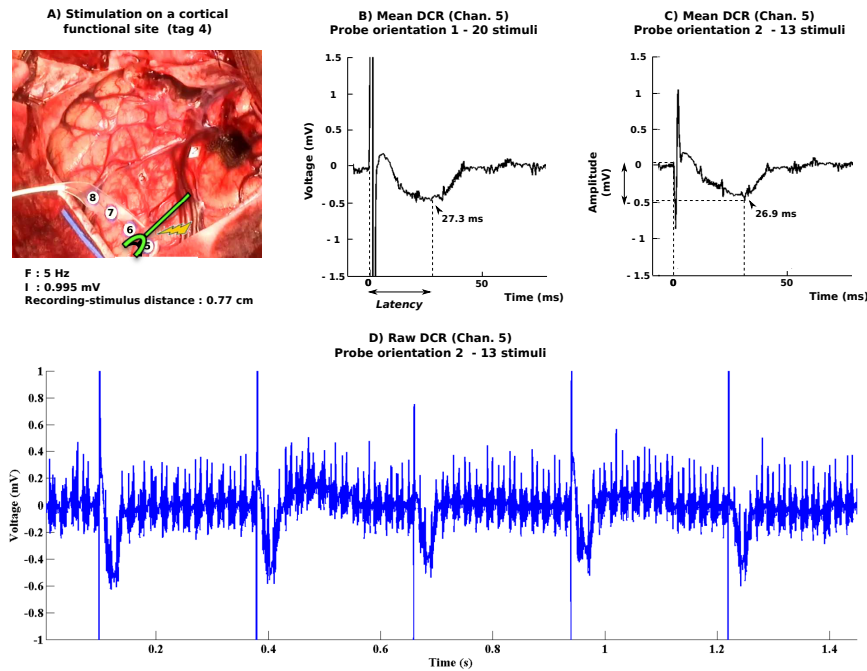 A) Stimulation on a cortical
functional site (tag 4)
8
7
6
5
F : 5 Hz
I : 0.995 mV
Recording-stimulus distance : 0.77 cm
B) Mean DCR (Chan. 5)
Probe orientation 1 - 20 stimuli
Voltage (mV)
1.5
1
0.5
0
- 0.5
- 1
- 1.5
27.3 ms
0
50
Time (ms)
Latency
C) Mean DCR (Chan. 5)
Probe orientation 2 - 13 stimuli
Amplitude
(mV)
1.5
1
0.5
0
- 0.5
- 1
- 1.5
26.9 ms
0
50
Time (ms)
D) Raw DCR (Chan. 5)
Probe orientation 2 - 13 stimuli
Voltage (mV)
1
0.8
0.6
0.4
0.2
0
-0.2
-0.4
-0.6
-0.8
-1
0.2
0.4
0.6
0.8
1
1.2
1.4
Time (s)